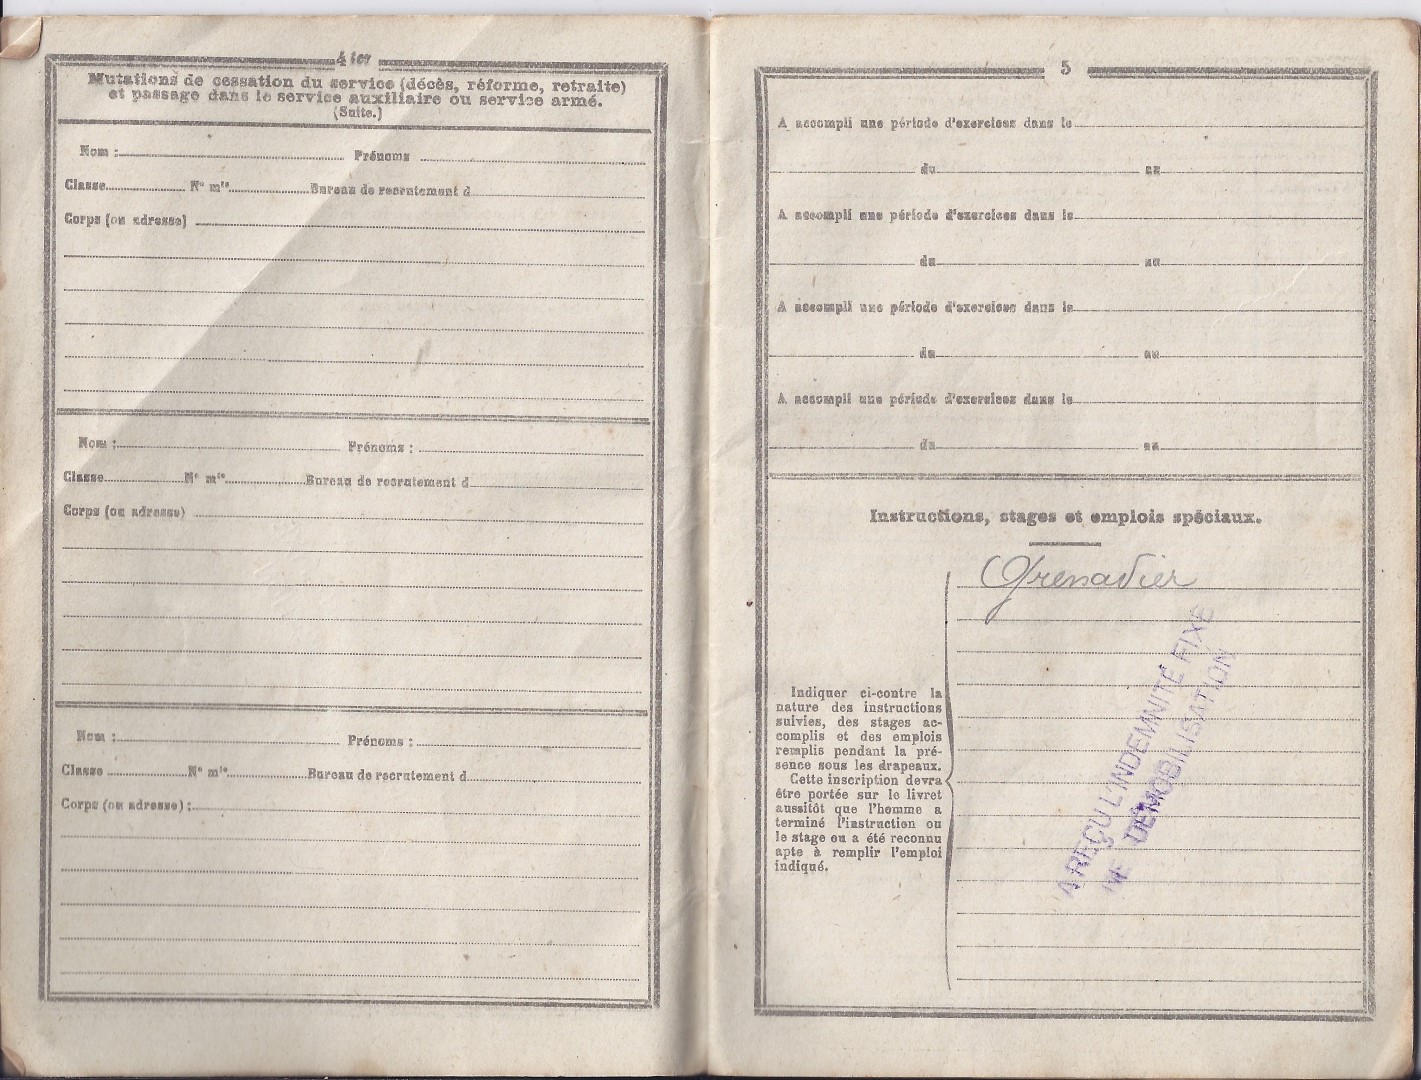 4 ter
Mutations de cessation du service (décès, réforme, retraite)
et passage dans le service auxiliaire ou service armé.
(Suite.)
Nom : Prénoms
Classe N° mle Bureau de recrutement d
Corps (ou adresse)
Nom : Prénoms :
Classe N° mle Bureau de recrutement d
Corps (ou adresse)
Nom : Prénoms :
Classe N° mle Bureau de recrutement d
Corps (ou adresse) :
5
A accompli une période d'exercices dans le
du au
A accompli une période d'exercices dans le
du au
A accompli une période d'exercices dans le
du au
A accompli une période d'exercices dans le
du au
Instructions, stages et emplois spéciaux.
Grenadier
Indiquer ci-contre la
nature des instructions
suivies, des stages ac-
complis et des emplois
remplis pendant la pré-
sence sous les drapeaux.
Cette inscription devra
être portée sur le livret
aussitôt que l'homme a
terminé l'instruction ou
le stage ou a été reconnu
apte à remplir l'emploi
indiqué.
A REÇU L'INDEMNITÉ FIXE
DE DÉMOBILISATION